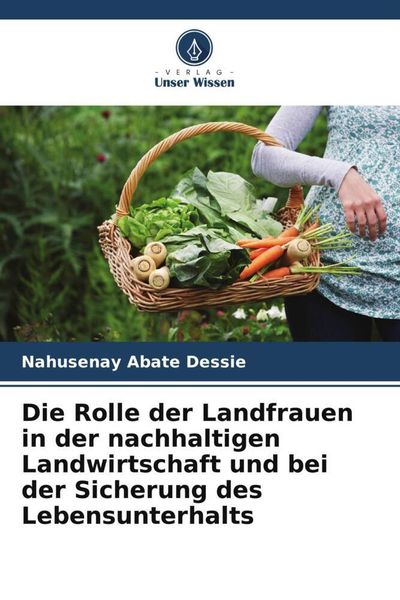 - V E R L A G -
Unser Wissen
Nahusenay Abate Dessie
Die Rolle der Landfrauen
in der nachhaltigen
Landwirtschaft und bei
der Sicherung des
Lebensunterhalts